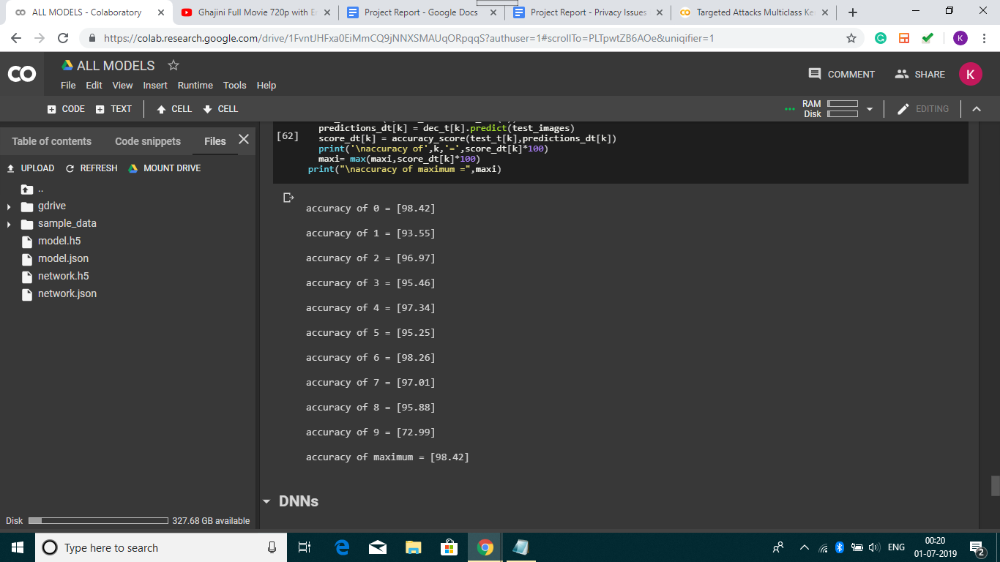 ALL MODELS - Colaboratory
Ghajini Full Movie 720p with E
Project Report - Google Docs
Project Report - Privacy Issues
Targeted Attacks Multiclass Ke
https://colab.research.google.com/drive/1FvntJHFxa0EiMmCQ9jNNXSMAUqORpqqS?authuser=1#scrollTo=PLTpwtZB6AOe&uniqifier=1
K
CO
ALL MODELS
COMMENT
SHARE
K
File Edit View Insert Runtime Tools Help
CODE TEXT CELL CELL
RAM
Disk
EDITING
Table of contents Code snippets Files
UPLOAD REFRESH MOUNT DRIVE
..
gdrive
sample_data
model.h5
model.json
network.h5
network.json
Disk 327.68 GB available
predictions_dt[k] = dec_t[k].predict(test_images)
[62] score_dt[k] = accuracy_score(test_t[k],predictions_dt[k])
print('\naccuracy of',k,'=',score_dt[k]*100)
maxi= max(maxi,score_dt[k]*100)
print("\naccuracy of maximum =",maxi)
accuracy of 0 = [98.42]
accuracy of 1 = [93.55]
accuracy of 2 = [96.97]
accuracy of 3 = [95.46]
accuracy of 4 = [97.34]
accuracy of 5 = [95.25]
accuracy of 6 = [98.26]
accuracy of 7 = [97.01]
accuracy of 8 = [95.88]
accuracy of 9 = [72.99]
accuracy of maximum = [98.42]
DNNs
Type here to search
ENG
00:20
01-07-2019
2